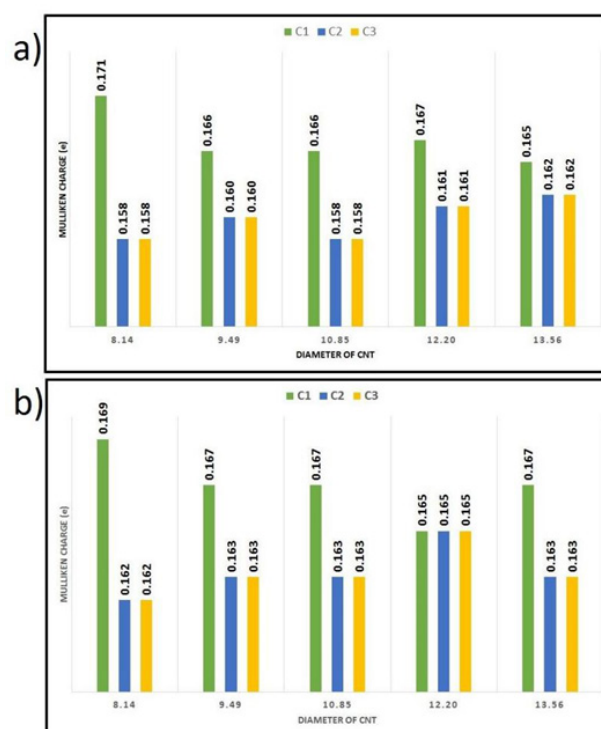 a)
C1 C2 C3
MULLIKEN CHARGE (e)
0.171 0.158 0.158 0.166 0.160 0.160 0.166 0.158 0.158 0.167 0.161 0.161 0.165 0.162 0.162
8.14 9.49 10.85 12.20 13.56
DIAMETER OF CNT
b)
C1 C2 C3
MULLIKEN CHARGE (e)
0.169 0.162 0.162 0.167 0.163 0.163 0.167 0.163 0.163 0.165 0.165 0.165 0.167 0.163 0.163
8.14 9.49 10.85 12.20 13.56
DIAMETER OF CNT